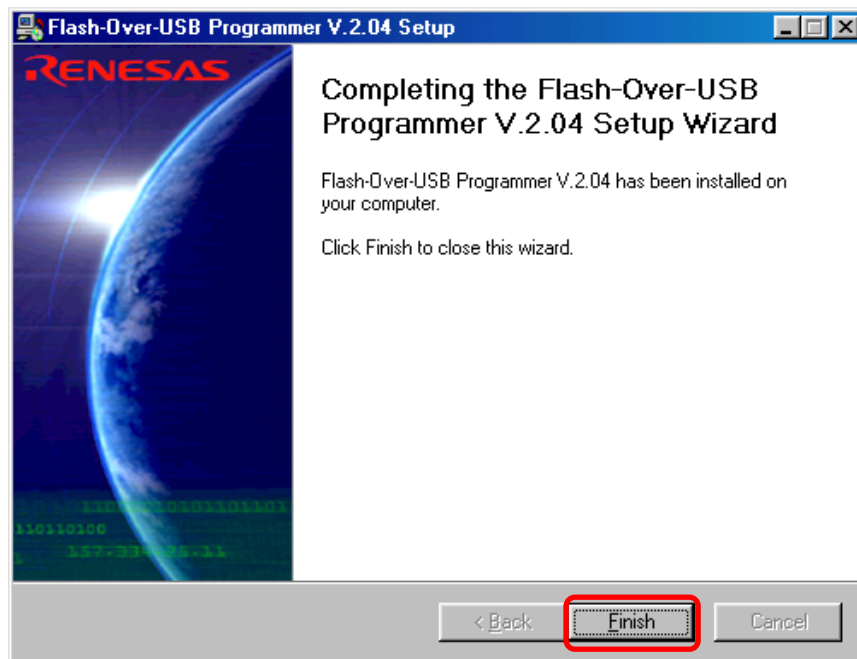 Flash-Over-USB Programmer V.2.04 Setup
RENESAS
Completing the Flash-Over-USB
Programmer V.2.04 Setup Wizard
Flash-Over-USB Programmer V.2.04 has been installed on
your computer.
Click Finish to close this wizard.
110110100
< Back
Finish
Cancel